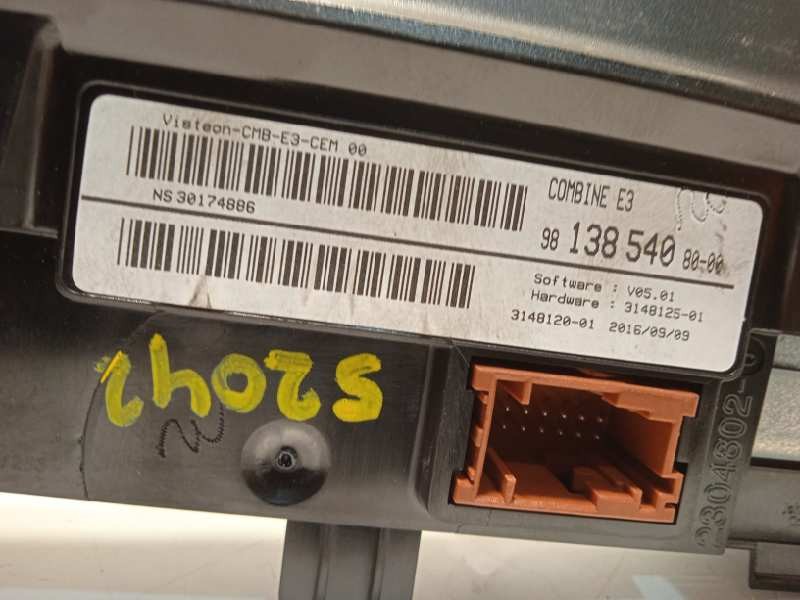 Visteon-CMB-E3-CEM 00
NS 30174886
COMBINE E3
98 138 540 80-00
Software : V05.01
Hardware : 3148125-01
3148120-01 2016/09/09
52042